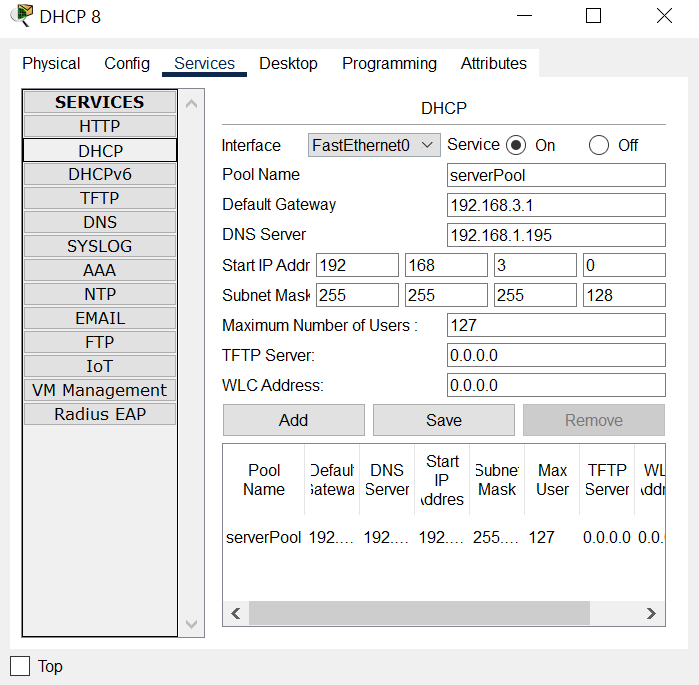 DHCP 8
Physical Config Services Desktop Programming Attributes
SERVICES
HTTP
DHCP
DHCPv6
TFTP
DNS
SYSLOG
AAA
NTP
EMAIL
FTP
IoT
VM Management
Radius EAP
DHCP
Interface FastEthernet0 Service On Off
Pool Name serverPool
Default Gateway 192.168.3.1
DNS Server 192.168.1.195
Start IP Addr 192 168 3 0
Subnet Mask 255 255 255 128
Maximum Number of Users : 127
TFTP Server: 0.0.0.0
WLC Address: 0.0.0.0
Add Save Remove
Pool Name Default Gateway DNS Server Start IP Addres Subnet Mask Max User TFTP Server WL Addr
serverPool 192.... 192.... 192.... 255.... 127 0.0.0.0 0.0.
Top